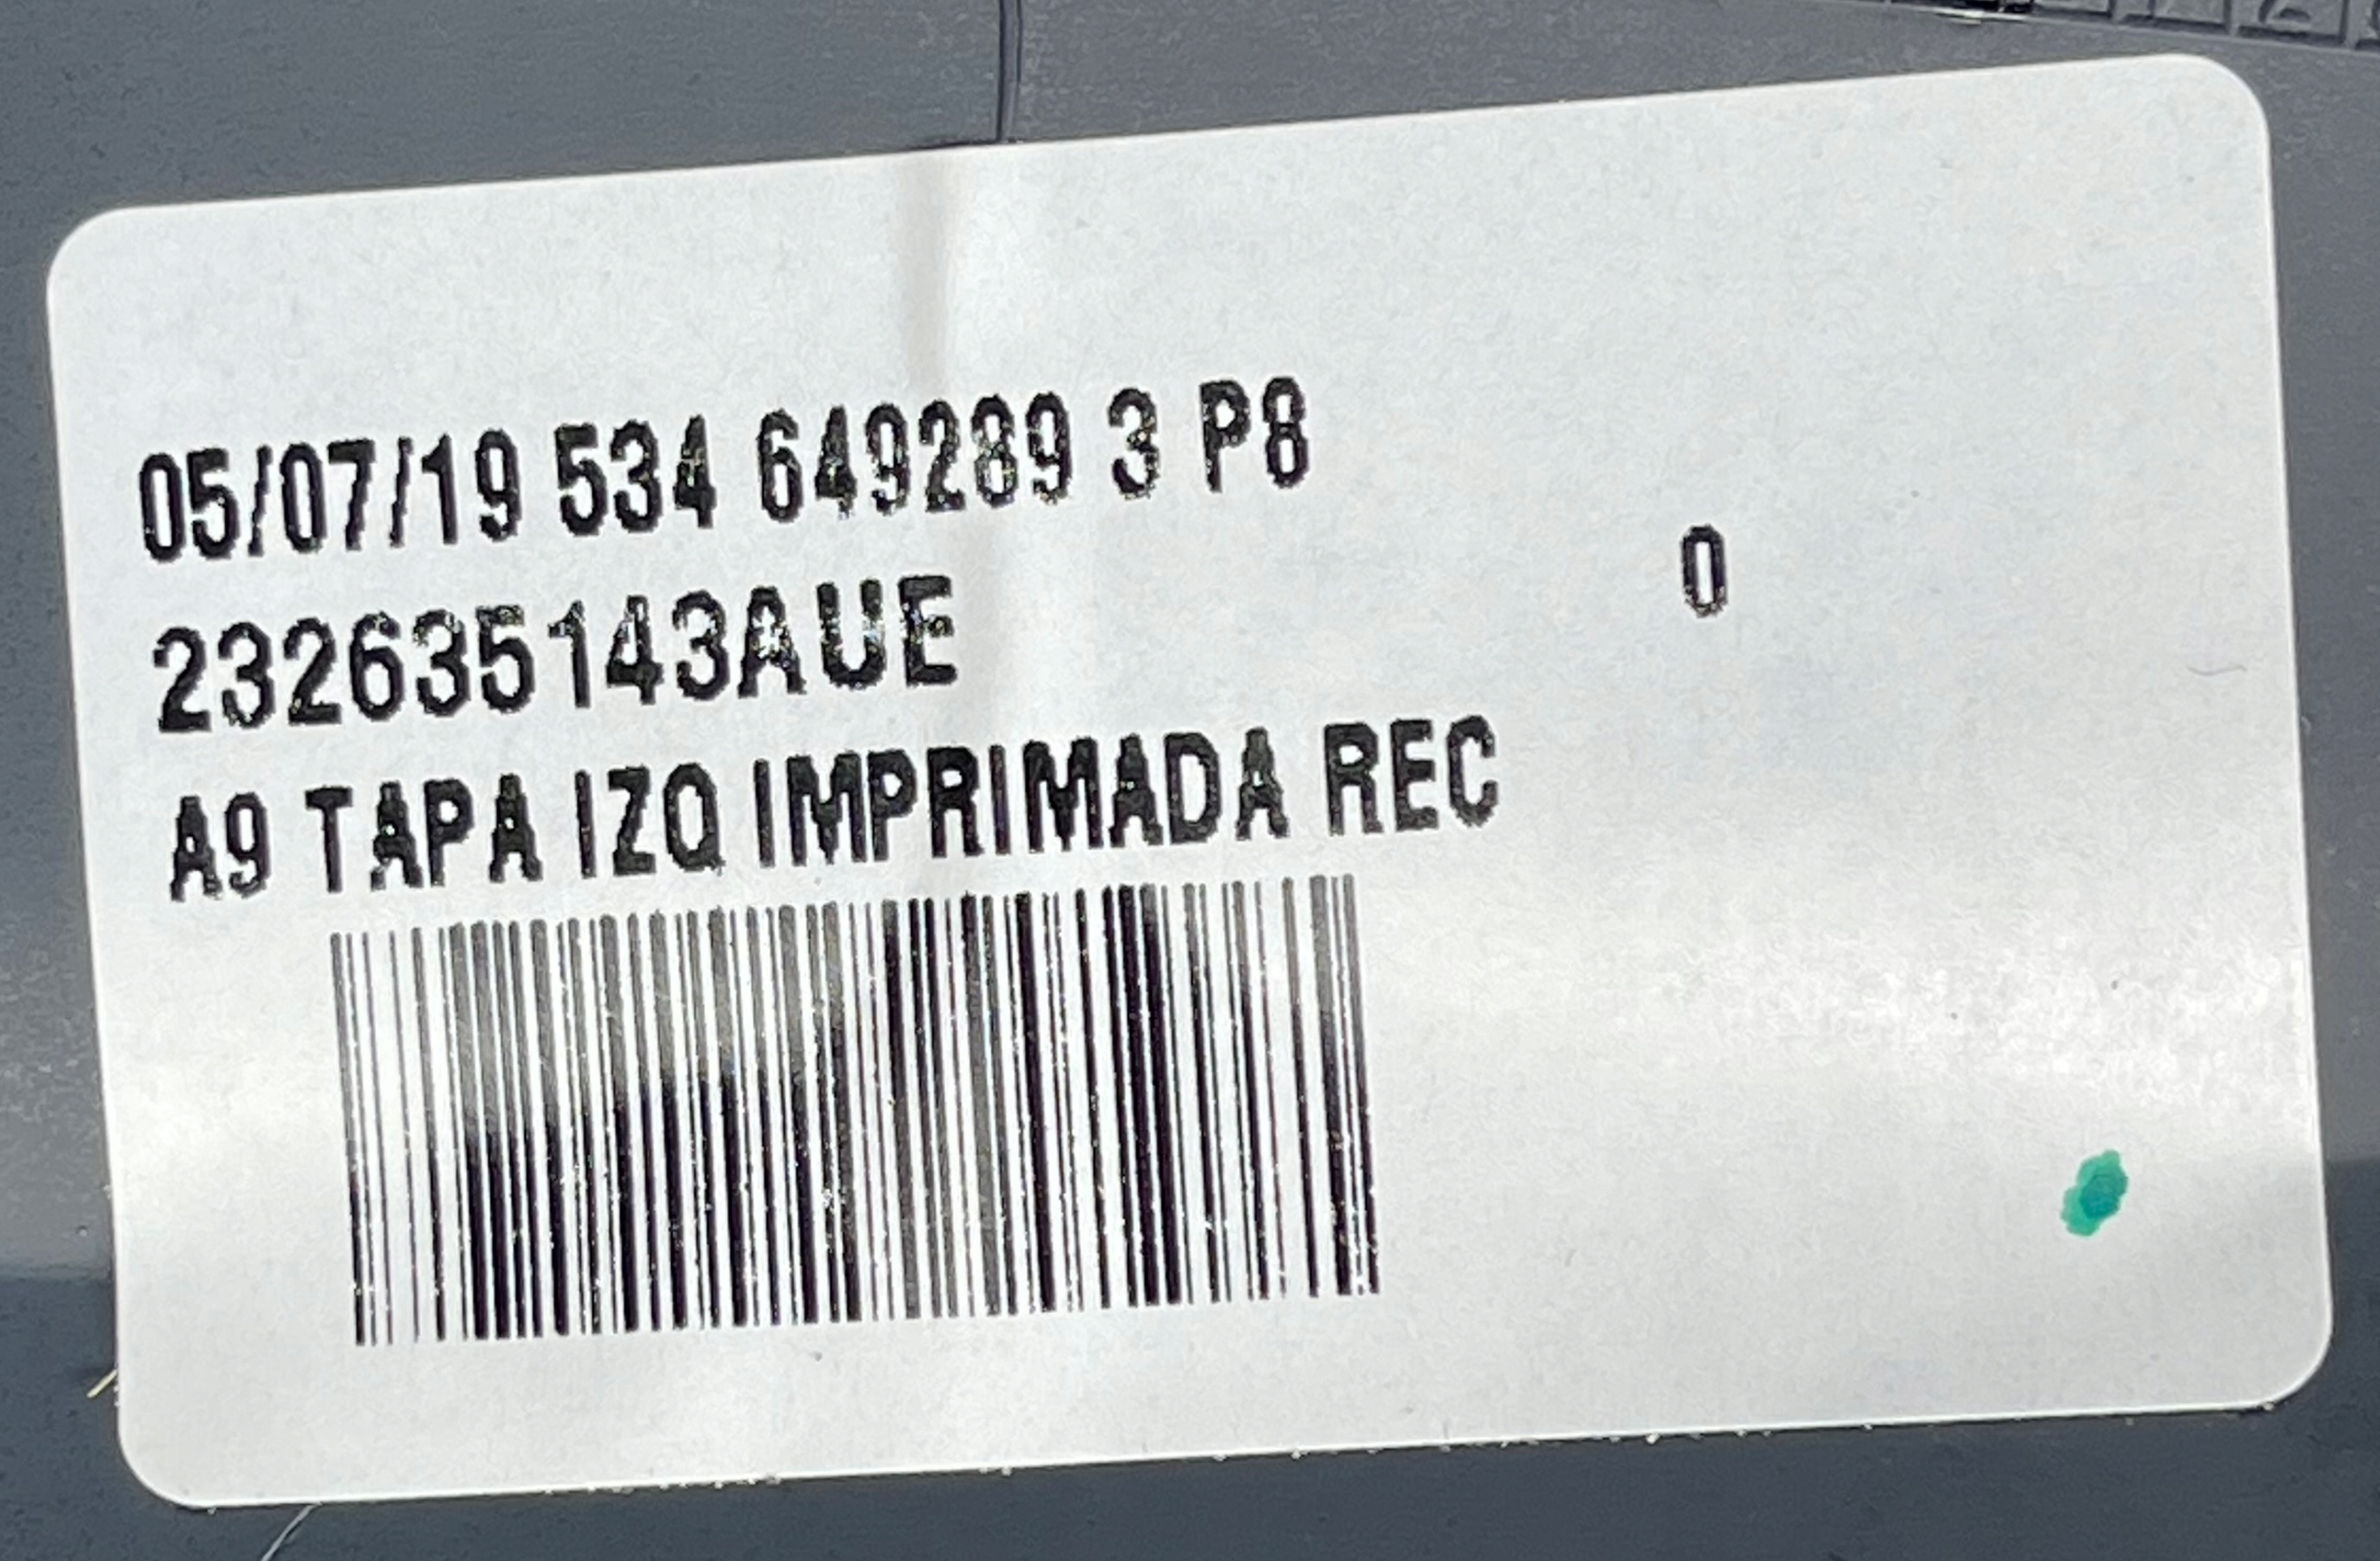 05/07/19 534 649289 3 P8
0
232635143AUE
A9 TAPA IZQ IMPRIMADA REC